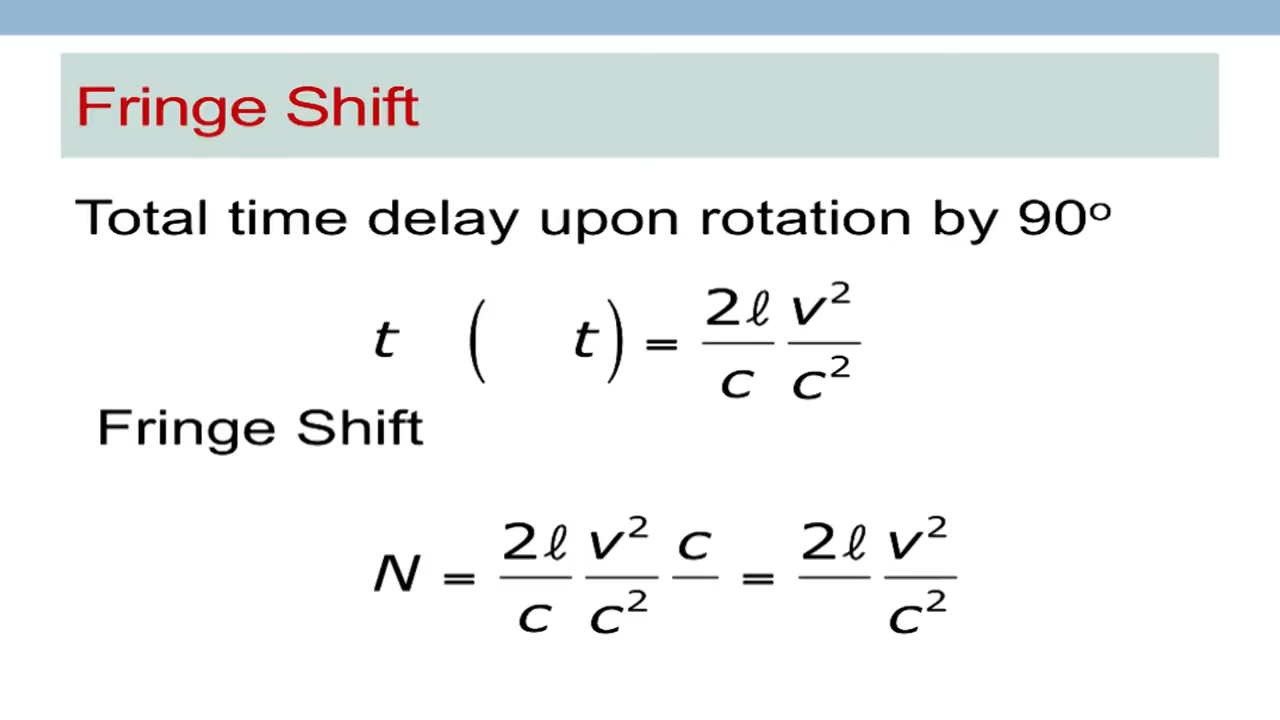 Fringe Shift
Total time delay upon rotation by 90°
t ( t) = 2ℓ/c v²/c²
Fringe Shift
N = 2ℓ/c v²/c² c/ = 2ℓ/ v²/c²